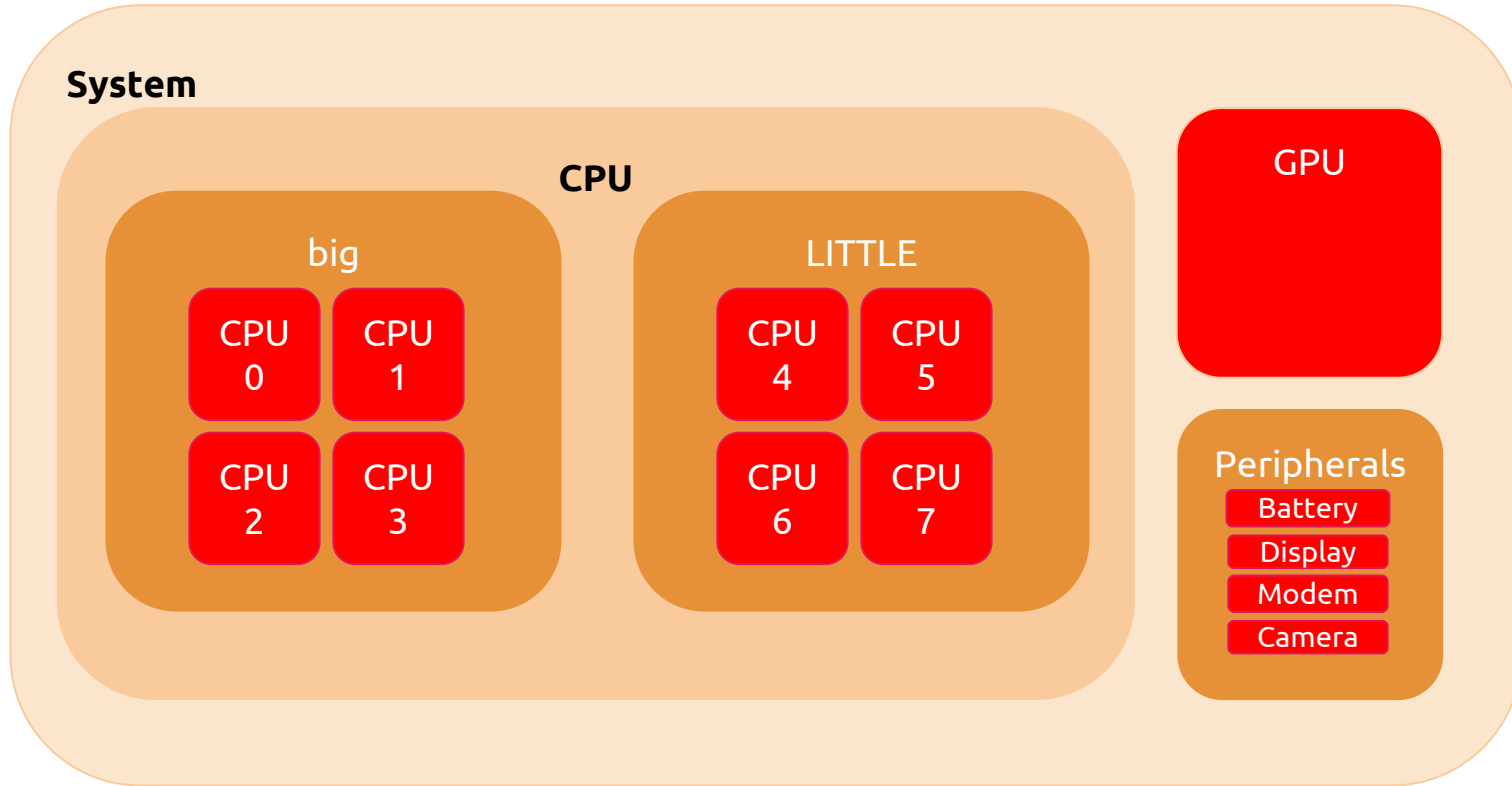 System
CPU
big
CPU
0
CPU
1
CPU
2
CPU
3
LITTLE
CPU
4
CPU
5
CPU
6
CPU
7
GPU
Peripherals
Battery
Display
Modem
Camera